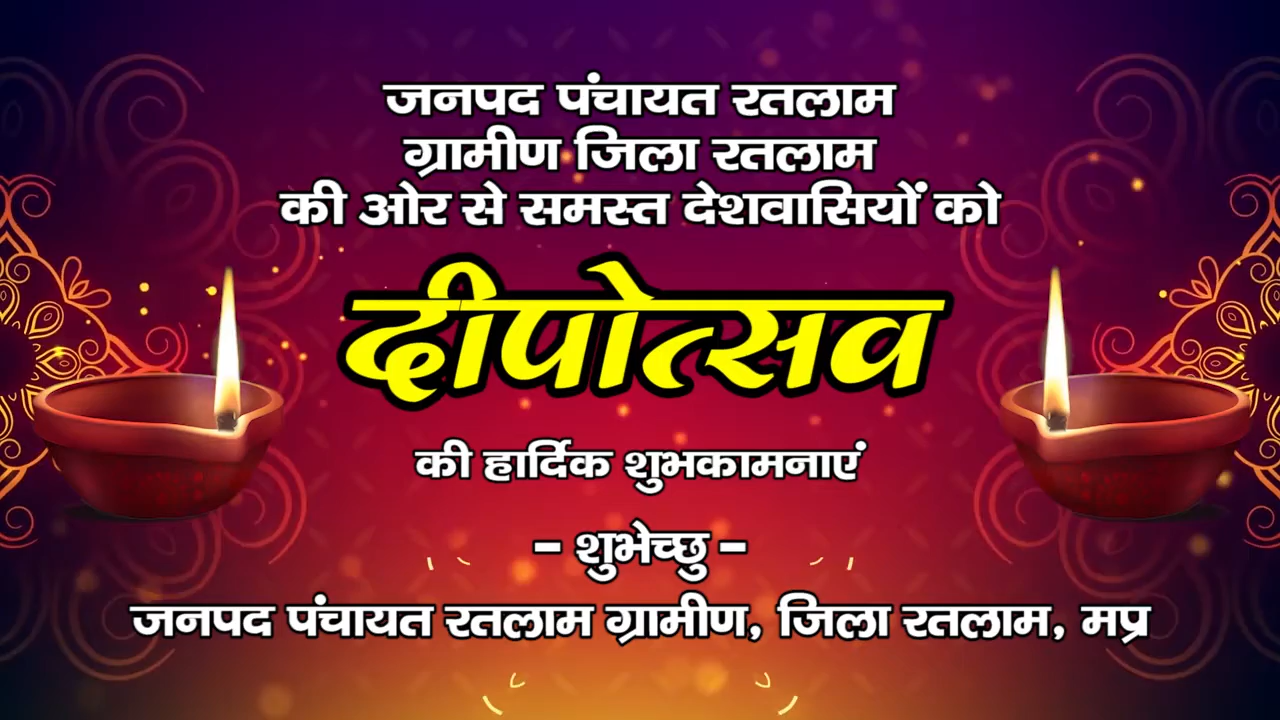 जनपद पंचायत रतलाम
ग्रामीण जिला रतलाम
की ओर से समस्त देशवासियों को
दीपोत्सव
की हार्दिक शुभकामनाएं
- शुभेच्छु -
जनपद पंचायत रतलाम ग्रामीण, जिला रतलाम, मप्र